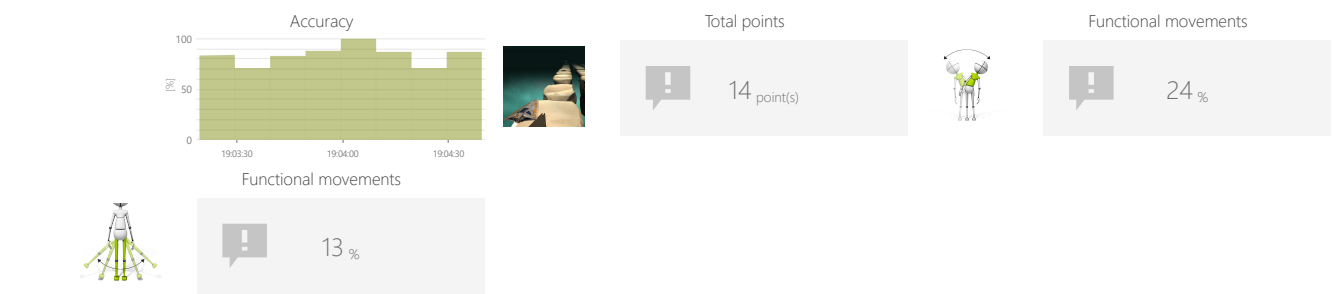 Accuracy
100
[%]
50
0
19:03:30 19:04:00 19:04:30
Total points
14 point(s)
Functional movements
24 %
Functional movements
13 %